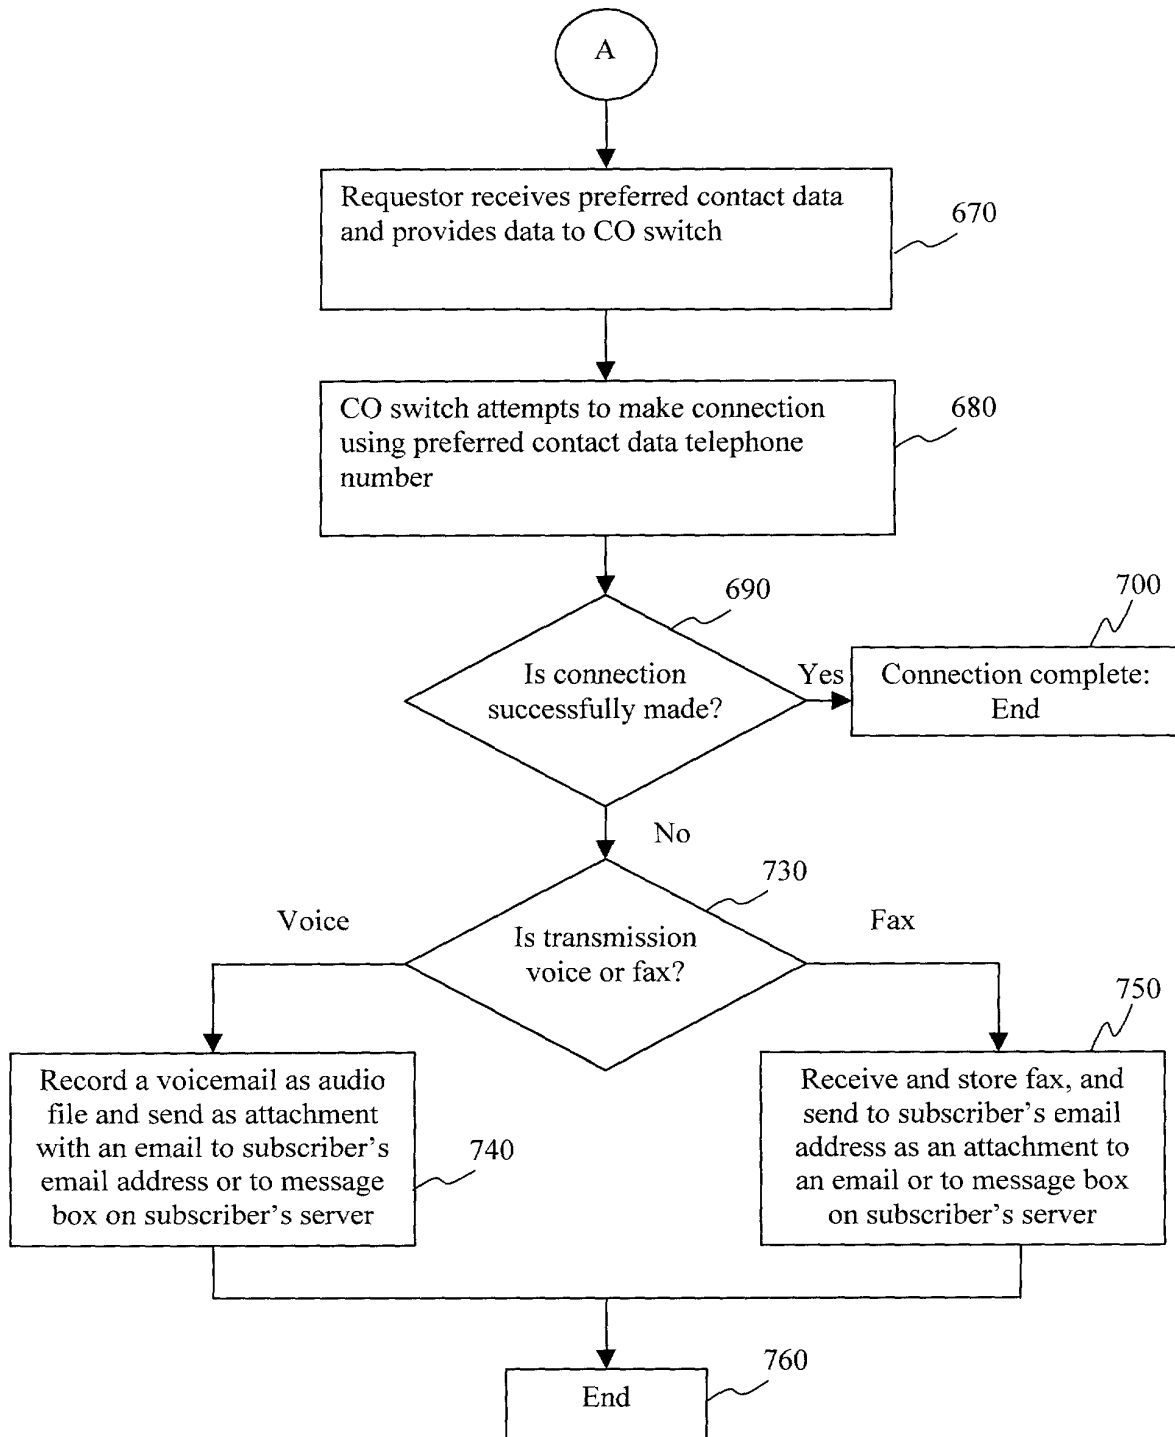 A
Requestor receives preferred contact data
and provides data to CO switch
670
CO switch attempts to make connection
using preferred contact data telephone
number
680
690
Is connection
successfully made?
Yes
700
Connection complete:
End
No
730
Is transmission
voice or fax?
Voice
Fax
Record a voicemail as audio
file and send as attachment
with an email to subscriber's
email address or to message
box on subscriber's server
740
750
Receive and store fax, and
send to subscriber's email
address as an attachment to
an email or to message box
on subscriber's server
End
760